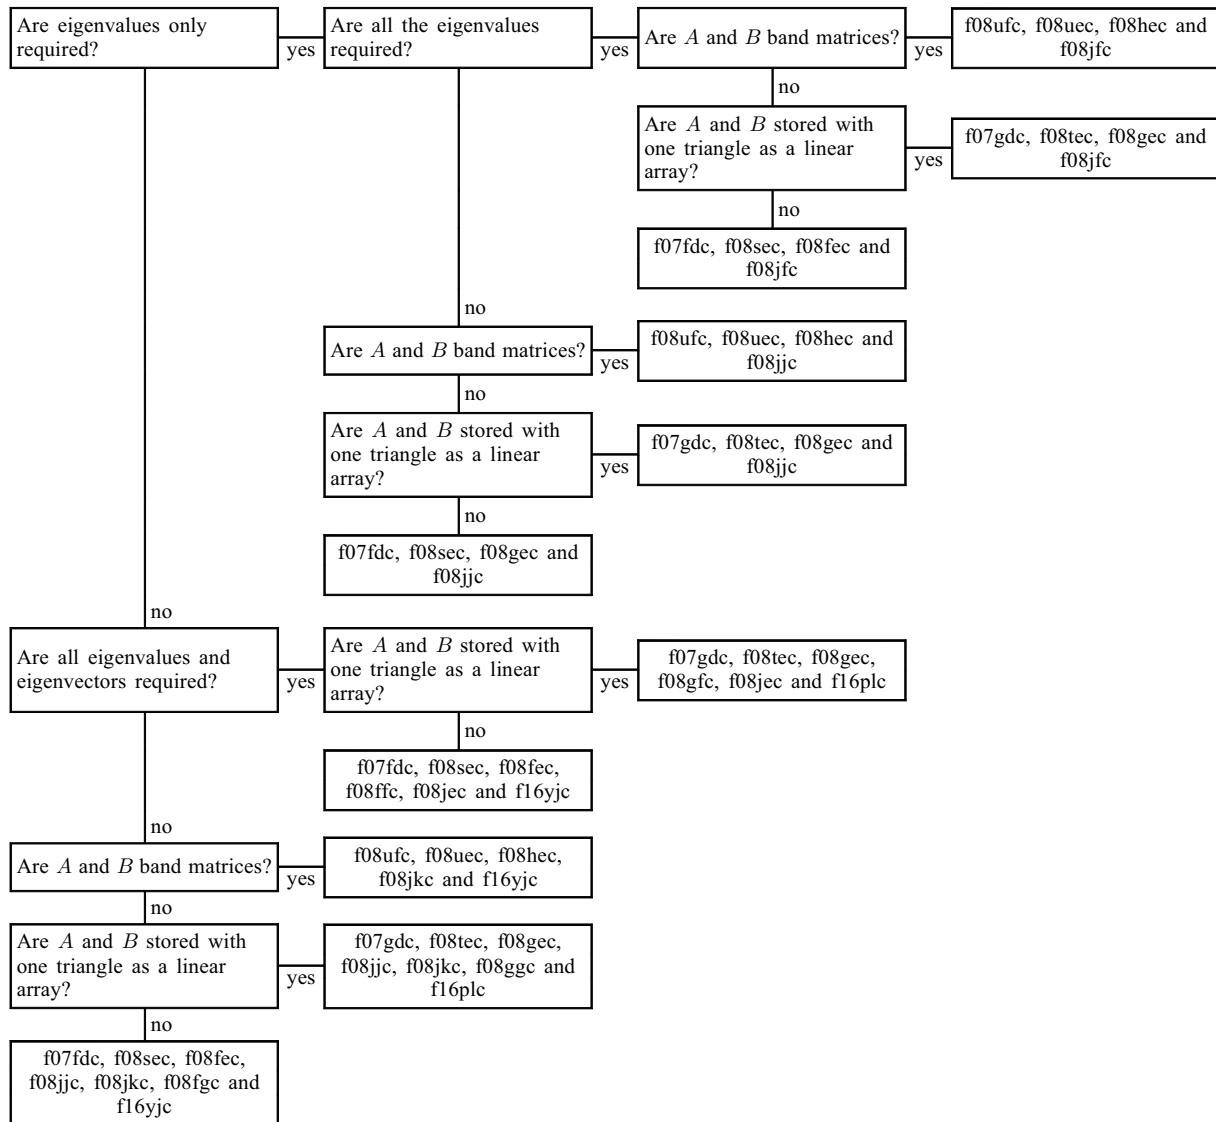 Are eigenvalues only
required?
yes
Are all the eigenvalues
required?
yes
Are A and B band matrices?
yes
f08ufc, f08uec, f08hec and
f08jfc
no
Are A and B stored with
one triangle as a linear
array?
yes
f07gdc, f08tec, f08gec and
f08jfc
no
f07fdc, f08sec, f08fec and
f08jfc
no
Are A and B band matrices?
yes
f08ufc, f08uec, f08hec and
f08jjc
no
Are A and B stored with
one triangle as a linear
array?
yes
f07gdc, f08tec, f08gec and
f08jjc
no
f07fdc, f08sec, f08gec and
f08jjc
no
Are all eigenvalues and
eigenvectors required?
yes
Are A and B stored with
one triangle as a linear
array?
yes
f07gdc, f08tec, f08gec,
f08gfc, f08jec and f16plc
no
f07fdc, f08sec, f08fec,
f08ffc, f08jec and f16yjc
no
Are A and B band matrices?
yes
f08ufc, f08uec, f08hec,
f08jkc and f16yjc
no
Are A and B stored with
one triangle as a linear
array?
yes
f07gdc, f08tec, f08gec,
f08jjc, f08jkc, f08ggc and
f16plc
no
f07fdc, f08sec, f08fec,
f08jjc, f08jkc, f08fgc and
f16yjc